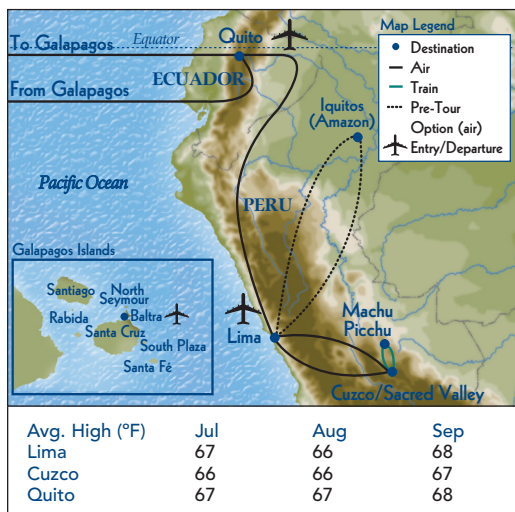 To Galapagos
Equator
Quito
ECUADOR
From Galapagos
Map Legend
Destination
Air
Train
Pre-Tour
Option (air)
Entry/Departure
Iquitos
(Amazon)
Pacific Ocean
PERU
Galapagos Islands
Santiago
North
Seymour
Baltra
Rabida
Santa Cruz
South Plaza
Santa Fé
Lima
Machu
Picchu
Cuzco/Sacred Valley
Avg. High (ºF) Jul Aug Sep
Lima 67 66 68
Cuzco 66 66 67
Quito 67 67 68